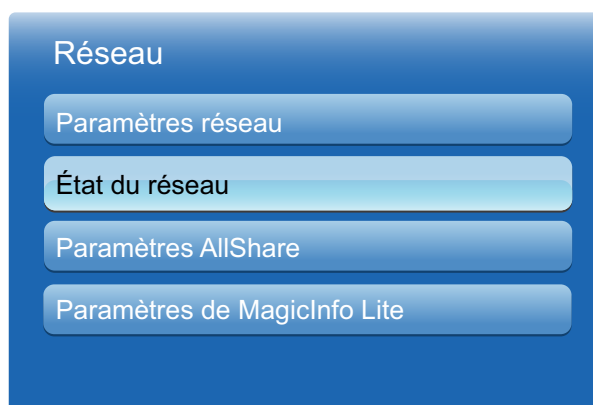 Réseau
Paramètres réseau
État du réseau
Paramètres AllShare
Paramètres de MagicInfo Lite